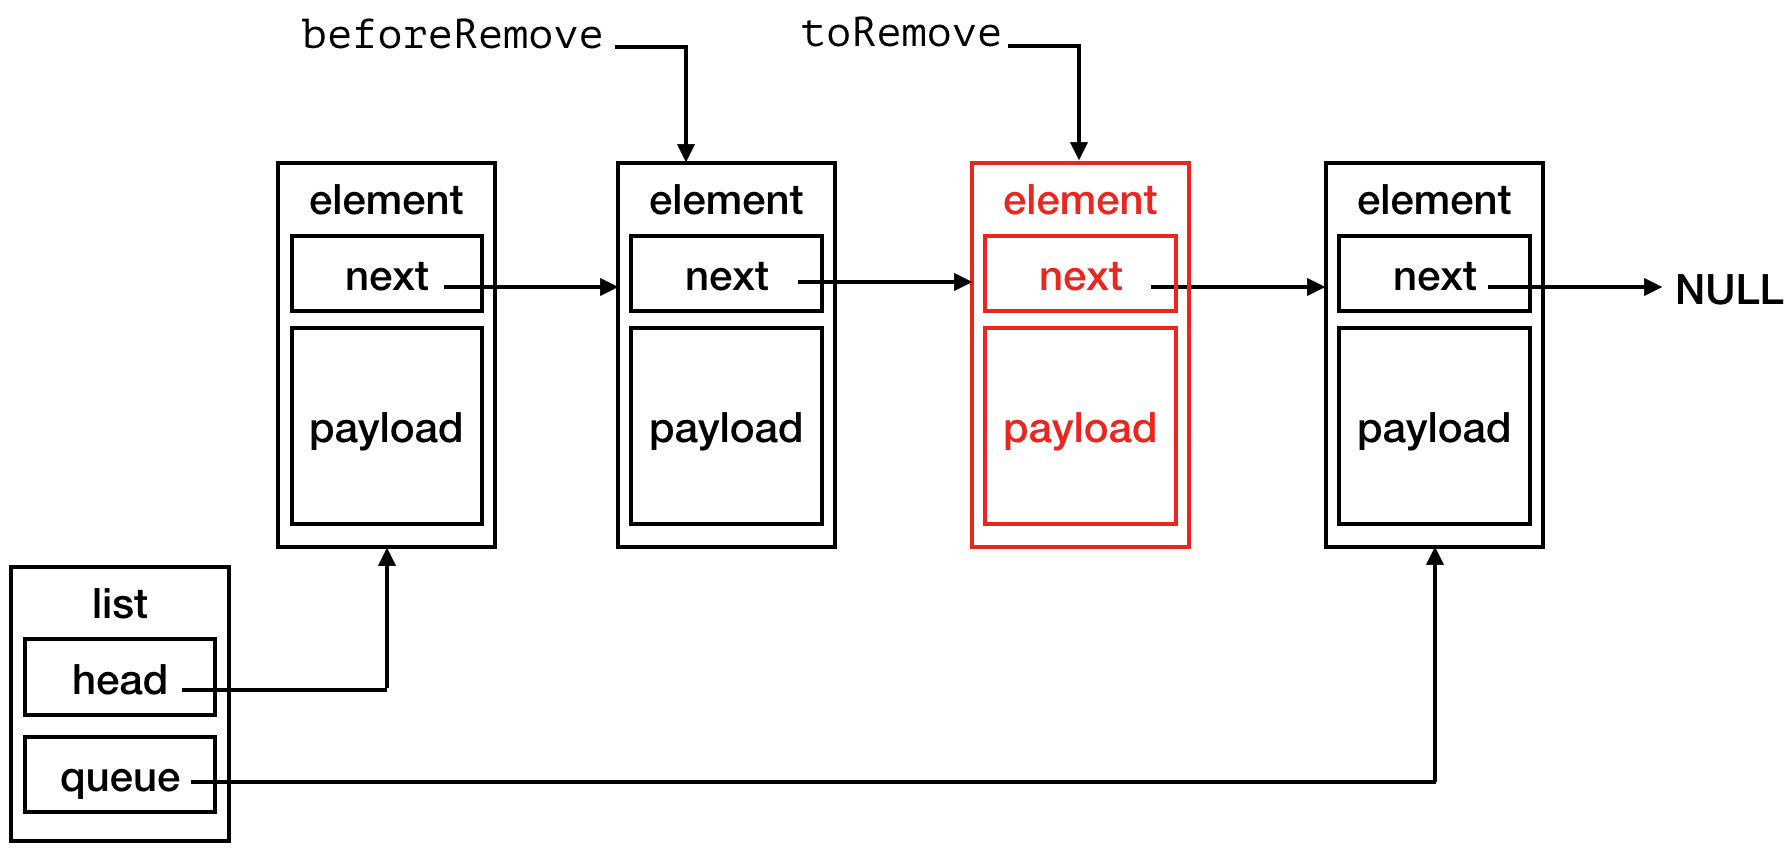 beforeRemove
toRemove
element
next
payload
element
next
payload
element
next
payload
element
next
payload
NULL
list
head
queue